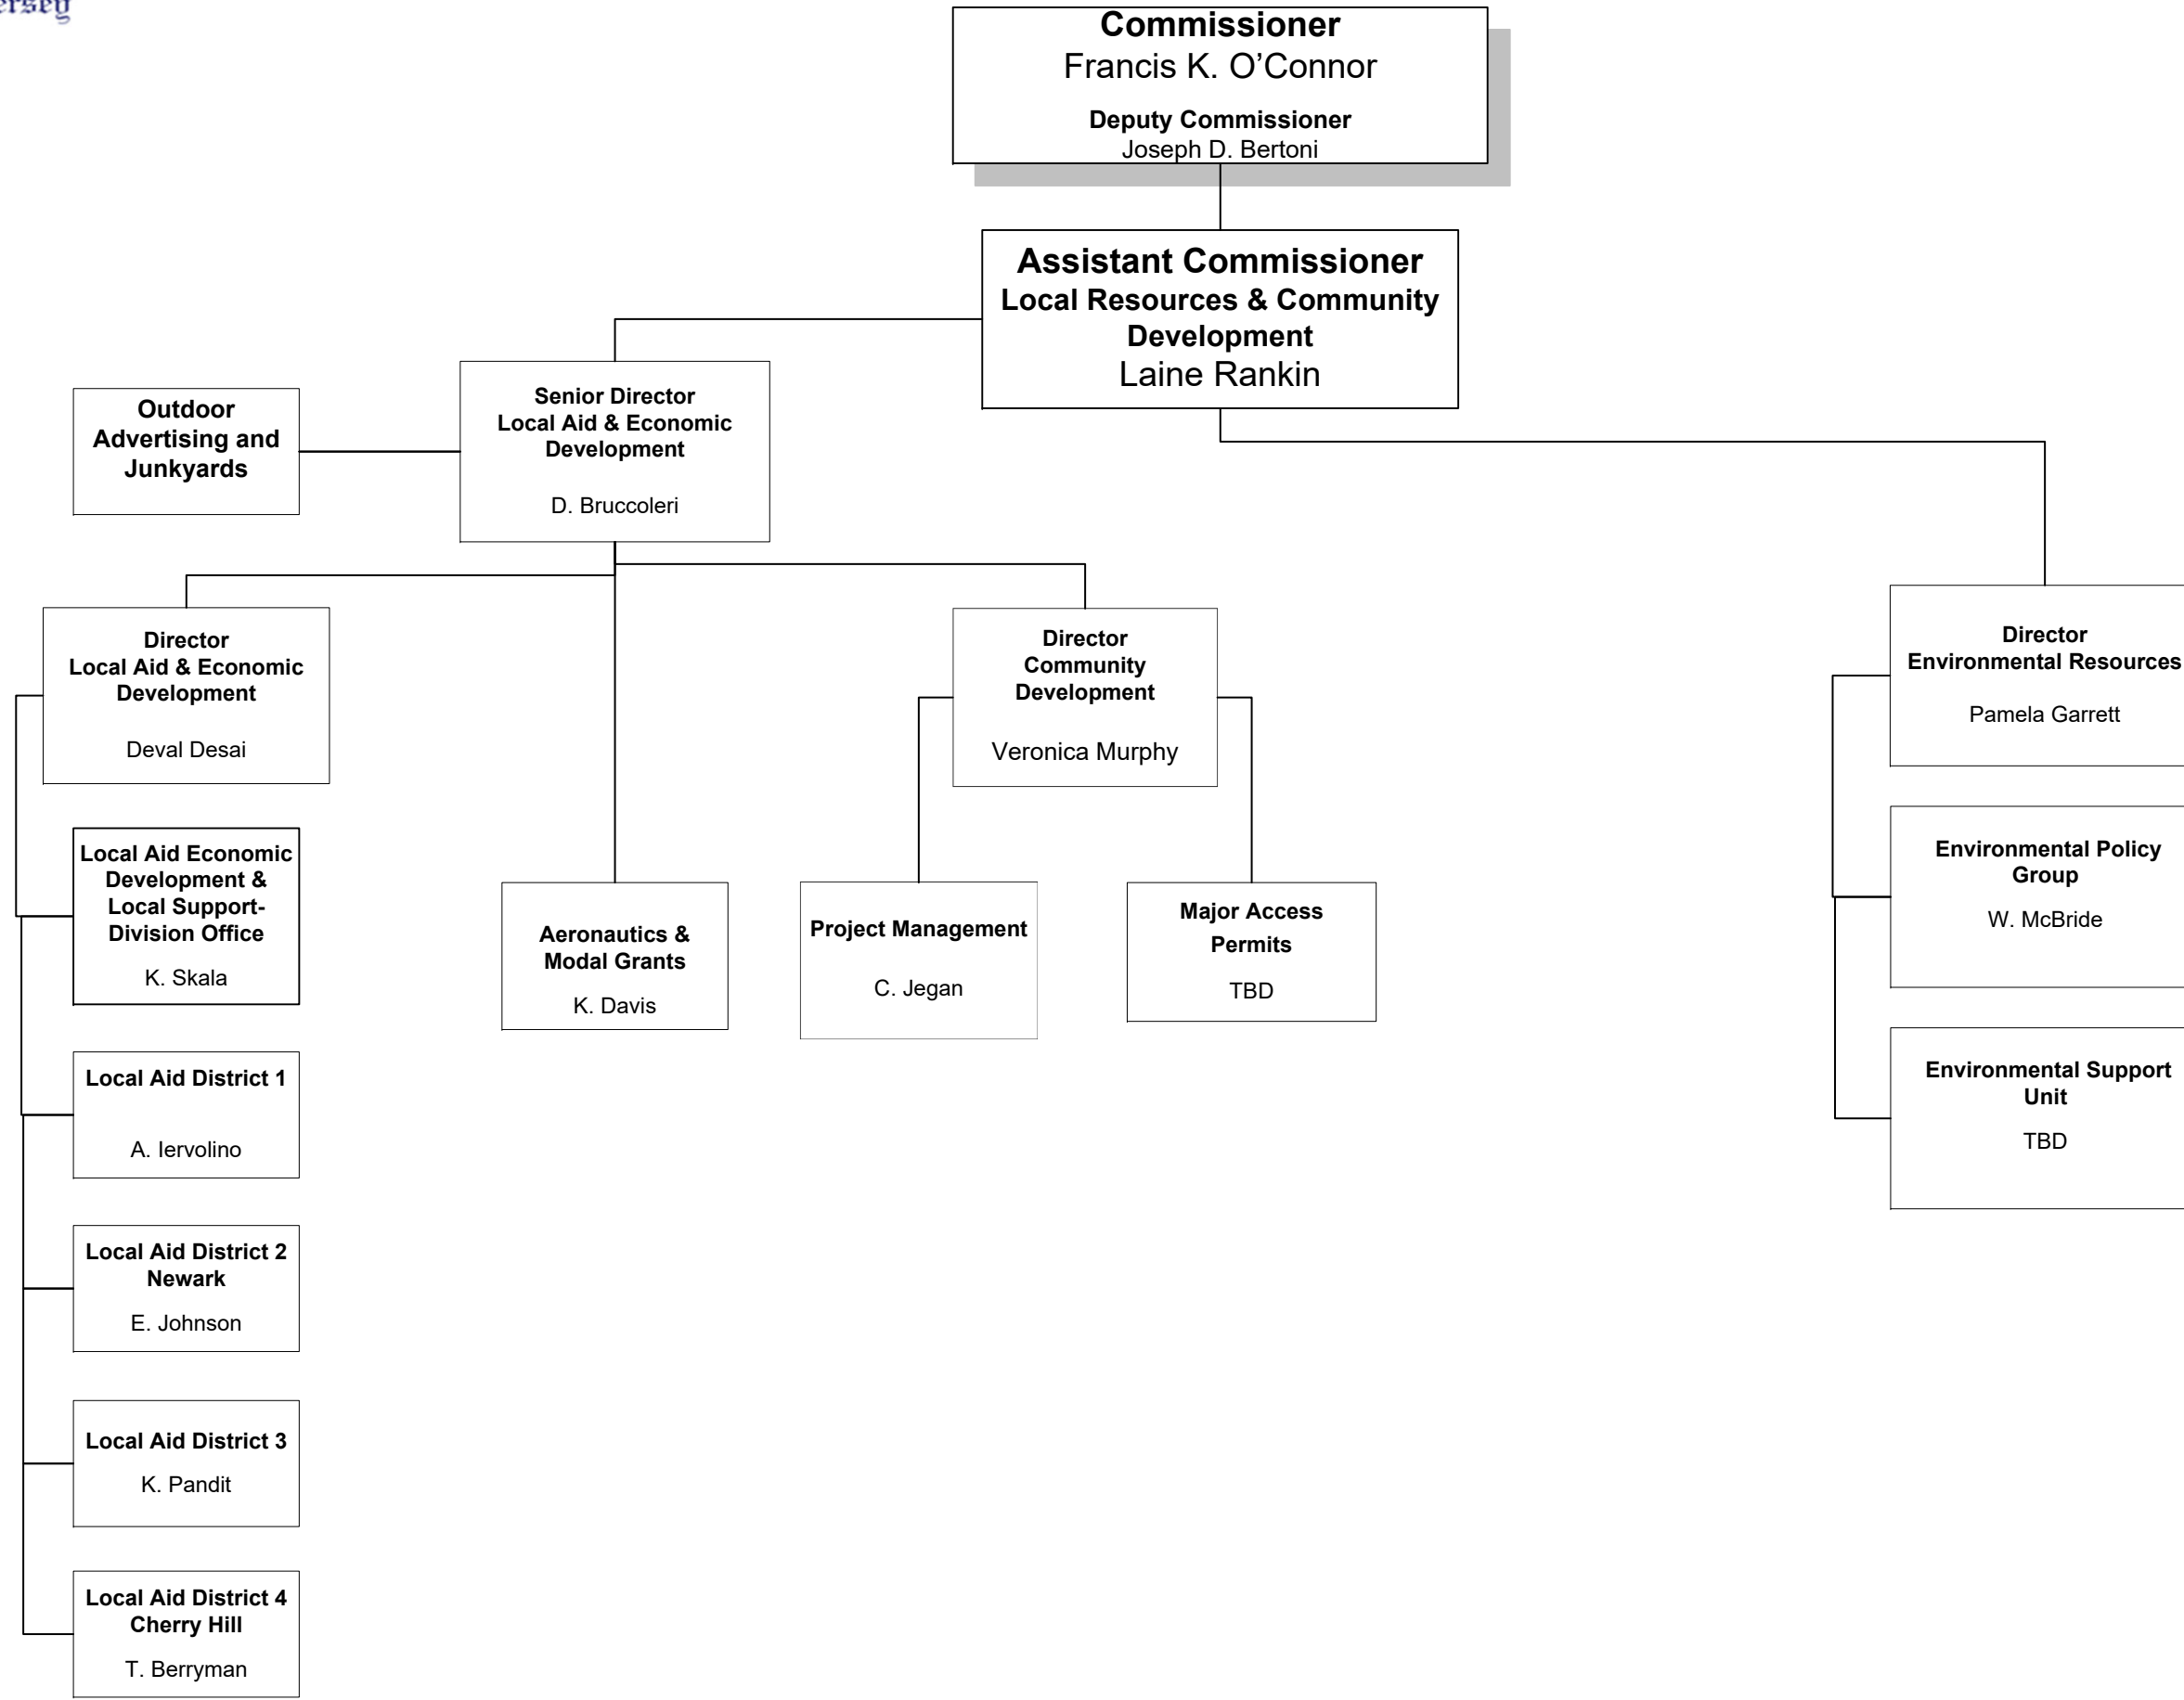 ersey
Commissioner
Francis K. O’Connor
Deputy Commissioner
Joseph D. Bertoni
Assistant Commissioner
Local Resources & Community
Development
Laine Rankin
Outdoor
Advertising and
Junkyards
Senior Director
Local Aid & Economic
Development
D. Bruccoleri
Director
Local Aid & Economic
Development
Deval Desai
Director
Community
Development
Veronica Murphy
Director
Environmental Resources
Pamela Garrett
Local Aid Economic
Development &
Local Support-
Division Office
K. Skala
Aeronautics &
Modal Grants
K. Davis
Project Management
C. Jegan
Major Access
Permits
TBD
Environmental Policy
Group
W. McBride
Local Aid District 1
A. Iervolino
Environmental Support
Unit
TBD
Local Aid District 2
Newark
E. Johnson
Local Aid District 3
K. Pandit
Local Aid District 4
Cherry Hill
T. Berryman